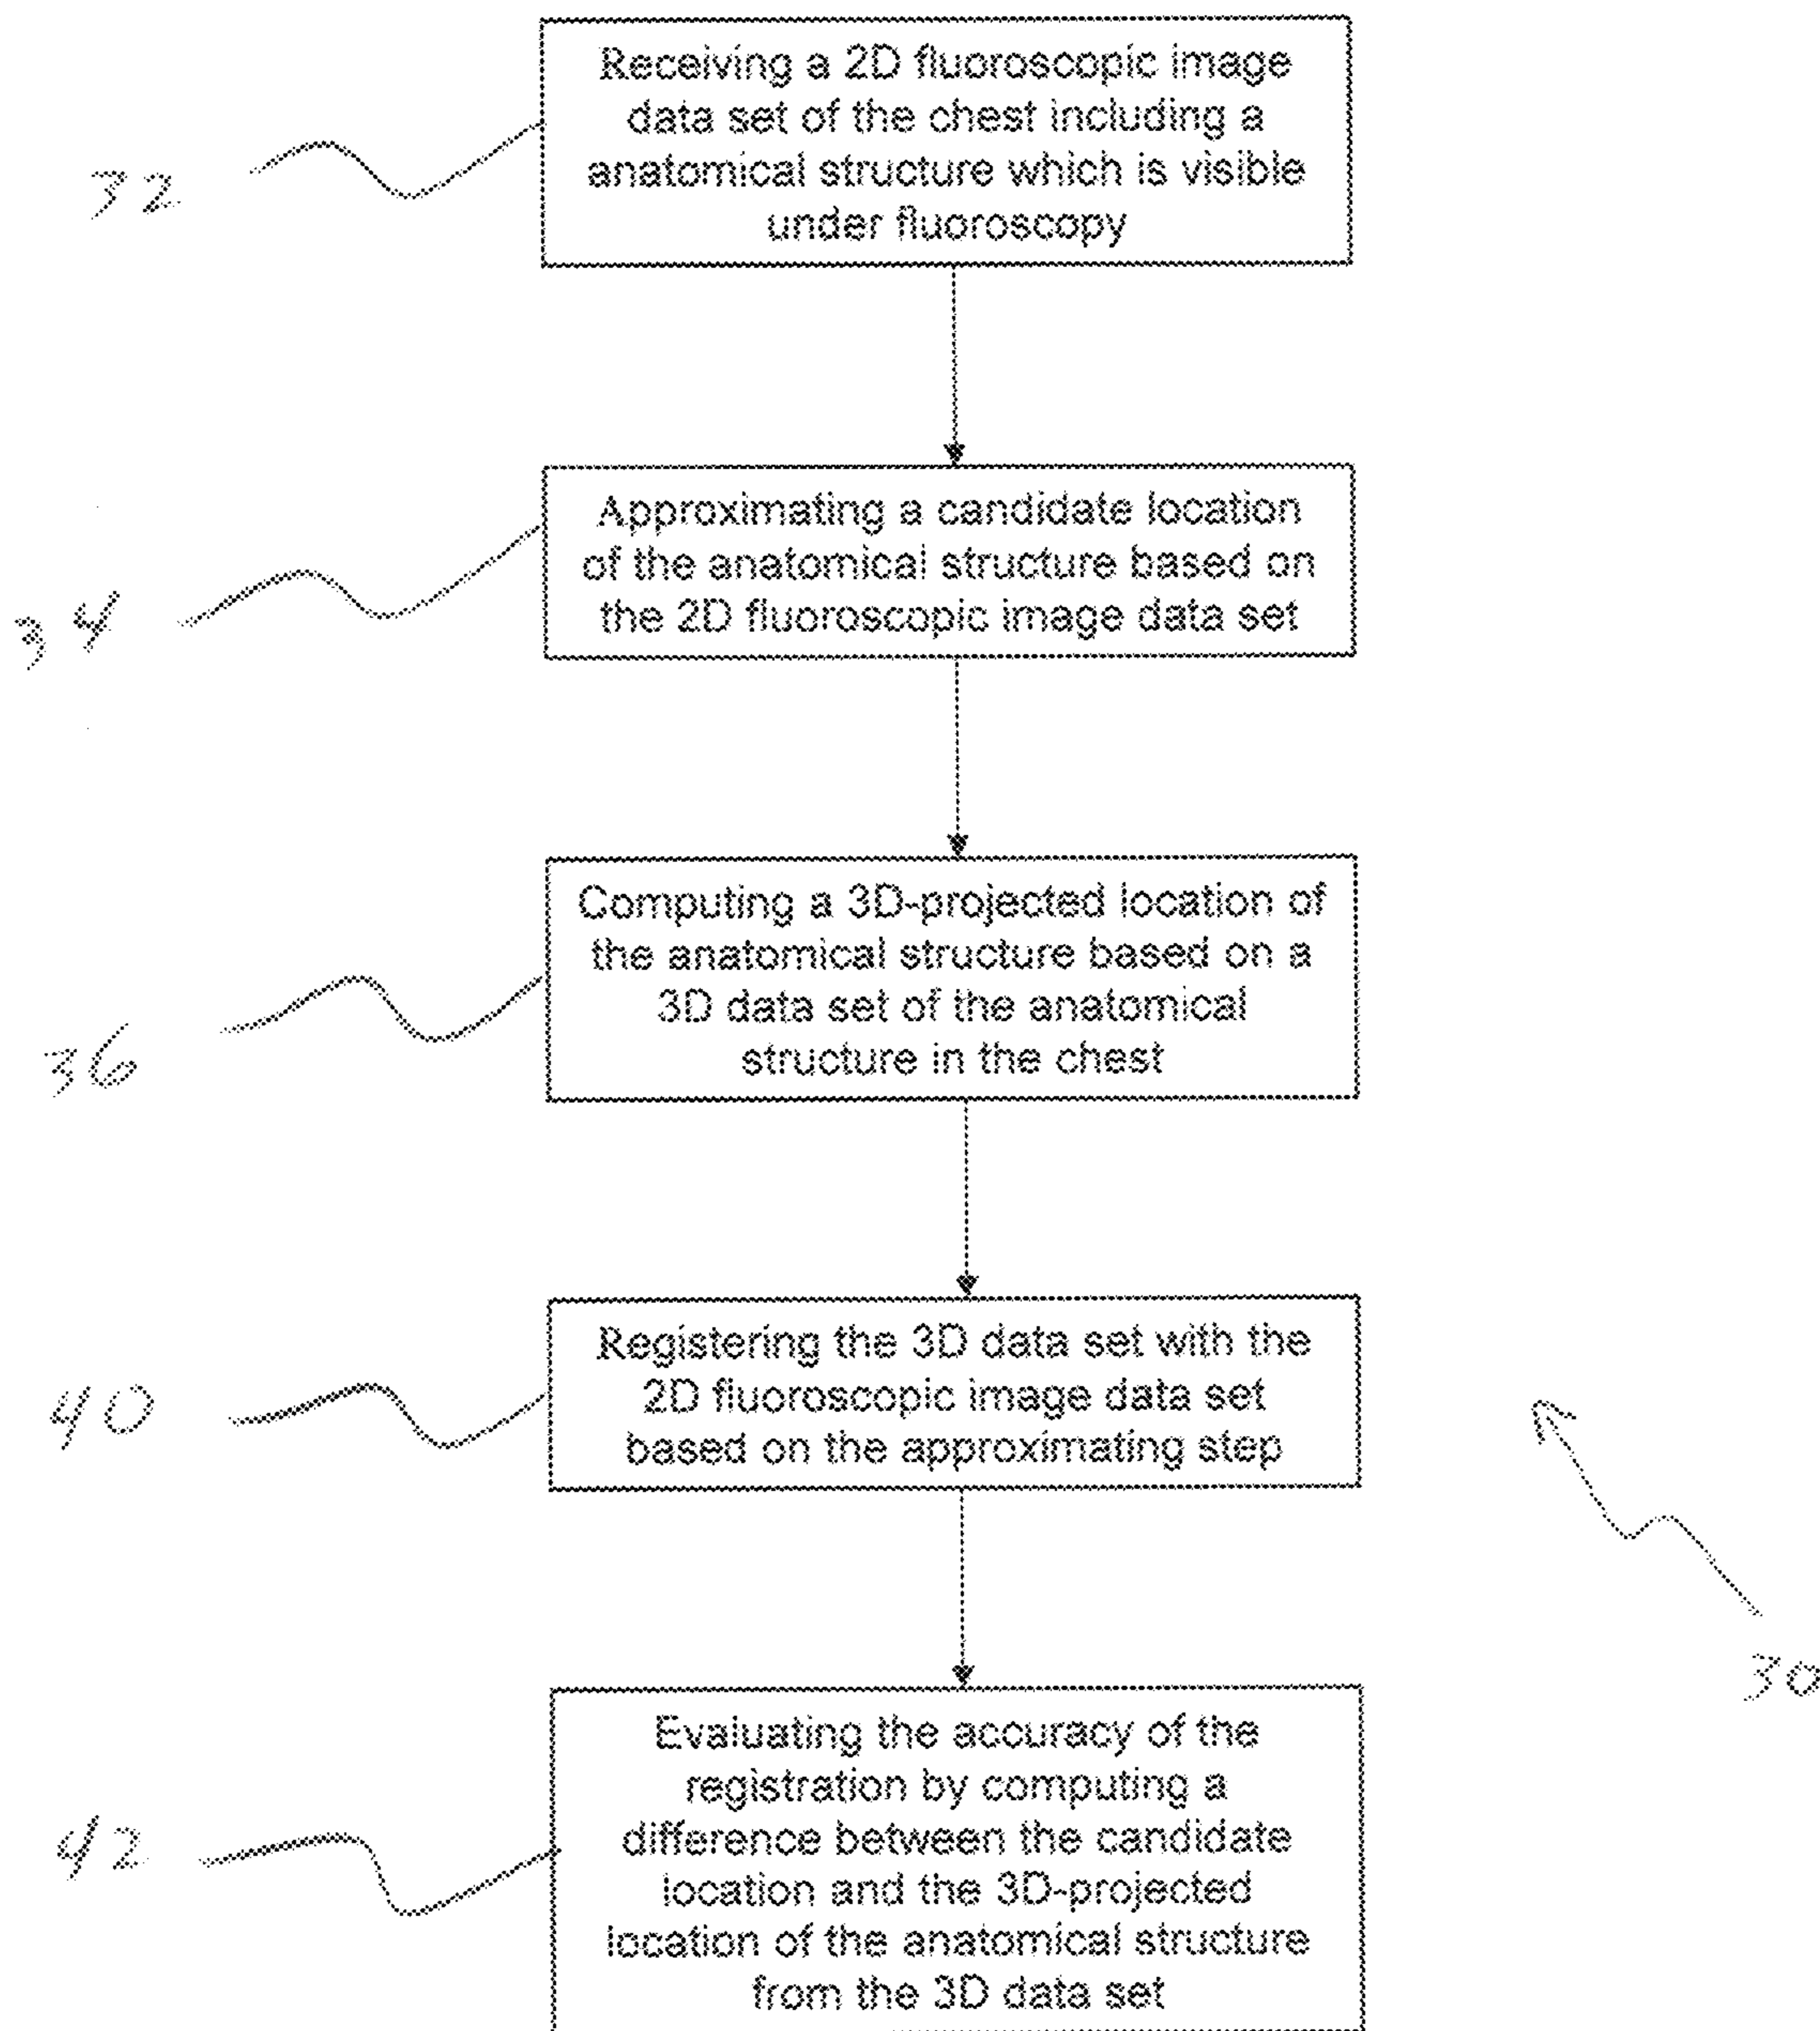 Receiving a 2D fluoroscopic image
data set of the chest including a
anatomical structure which is visible
under fluoroscopy
32
Approximating a candidate location
of the anatomical structure based on
the 2D fluoroscopic image data set
34
Computing a 3D-projected location of
the anatomical structure based on a
3D data set of the anatomical
structure in the chest
36
Registering the 3D data set with the
2D fluoroscopic image data set
based on the approximating step
40
30
Evaluating the accuracy of the
registration by computing a
difference between the candidate
location and the 3D-projected
location of the anatomical structure
from the 3D data set
42